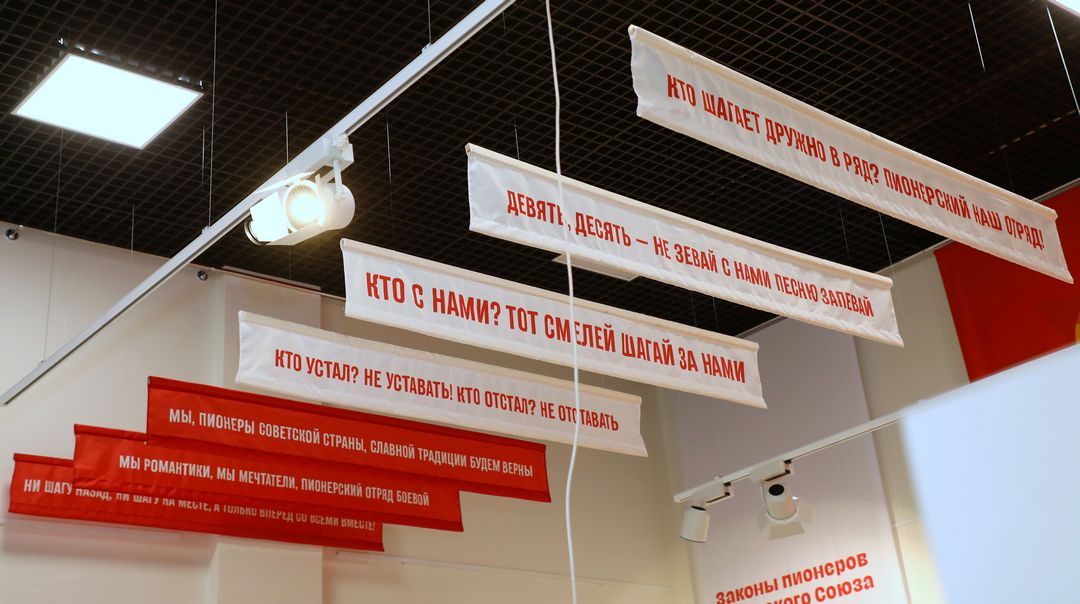 КТО ШАГАЕТ ДРУЖНО В РЯД? ПИОНЕРСКИЙ НАШ ОТРЯД!
ДЕВЯТЬ, ДЕСЯТЬ – НЕ ЗЕВАЙ С НАМИ ПЕСНЮ ЗАПЕВАЙ
КТО С НАМИ? ТОТ СМЕЛЕЙ ШАГАЙ ЗА НАМИ
КТО УСТАЛ? НЕ УСТАВАТЬ! КТО ОТСТАЛ? НЕ ОТСТАВАТЬ
МЫ, ПИОНЕРЫ СОВЕТСКОЙ СТРАНЫ, СЛАВНОЙ ТРАДИЦИИ БУДЕМ ВЕРНЫ
МЫ РОМАНТИКИ, МЫ МЕЧТАТЕЛИ, ПИОНЕРСКИЙ ОТРЯД БОЕВОЙ
НИ ШАГУ НАЗАД, НИ ШАГУ НА МЕСТЕ, А ТОЛЬКО ВПЕРЕД СО ВСЕМИ ВМЕСТЕ!
Законы пионеров
Союза